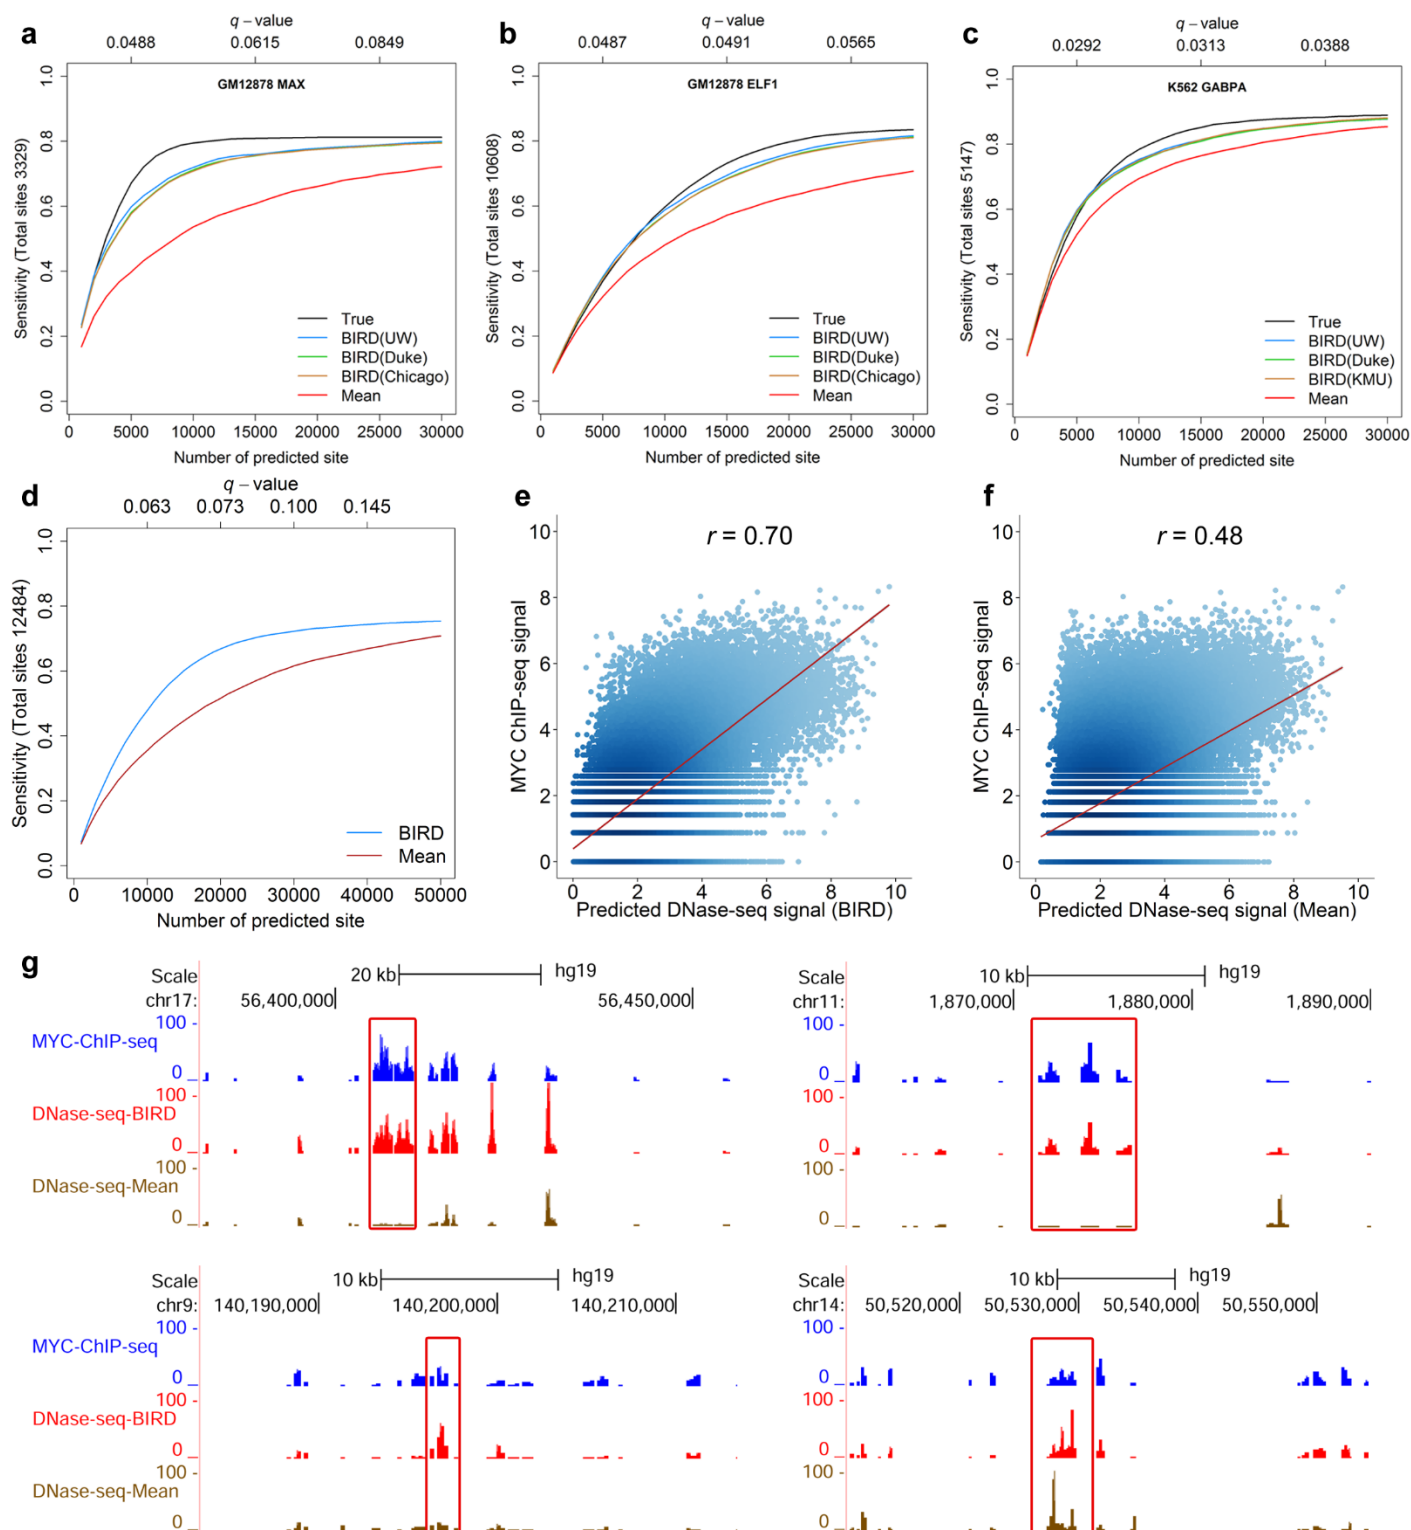 a
q – value
0.0488 0.0615 0.0849
GM12878 MAX
Sensitivity (Total sites 3329)
0.0 0.2 0.4 0.6 0.8 1.0
True
BIRD(UW)
BIRD(Duke)
BIRD(Chicago)
Mean
0 5000 10000 15000 20000 25000 30000
Number of predicted site
b
q – value
0.0487 0.0491 0.0565
GM12878 ELF1
Sensitivity (Total sites 10608)
0.0 0.2 0.4 0.6 0.8 1.0
True
BIRD(UW)
BIRD(Duke)
BIRD(Chicago)
Mean
0 5000 10000 15000 20000 25000 30000
Number of predicted site
c
q – value
0.0292 0.0313 0.0388
K562 GABPA
Sensitivity (Total sites 5147)
0.0 0.2 0.4 0.6 0.8 1.0
True
BIRD(UW)
BIRD(Duke)
BIRD(KMU)
Mean
0 5000 10000 15000 20000 25000 30000
Number of predicted site
d
q – value
0.063 0.073 0.100 0.145
Sensitivity (Total sites 12484)
0.0 0.2 0.4 0.6 0.8 1.0
BIRD
Mean
0 10000 20000 30000 40000 50000
Number of predicted site
e
r = 0.70
MYC ChIP-seq signal
10
8
6
4
2
0
0 2 4 6 8 10
Predicted DNase-seq signal (BIRD)
f
r = 0.48
MYC ChIP-seq signal
10
8
6
4
2
0
0 2 4 6 8 10
Predicted DNase-seq signal (Mean)
g
Scale 20 kb hg19
chr17: 56,400,000 56,450,000
100 -
MYC-ChIP-seq
0
100 -
DNase-seq-BIRD
0
100 -
DNase-seq-Mean
0
Scale 10 kb hg19
chr11: 1,870,000 1,880,000 1,890,000
100 -
0
100 -
0
100 -
0
Scale 10 kb hg19
chr9: 140,190,000 140,200,000 140,210,000
100 -
MYC-ChIP-seq
0
100 -
DNase-seq-BIRD
0
100 -
DNase-seq-Mean
0
Scale 10 kb hg19
chr14: 50,520,000 50,530,000 50,540,000 50,550,000
100 -
0
100 -
0
100 -
0